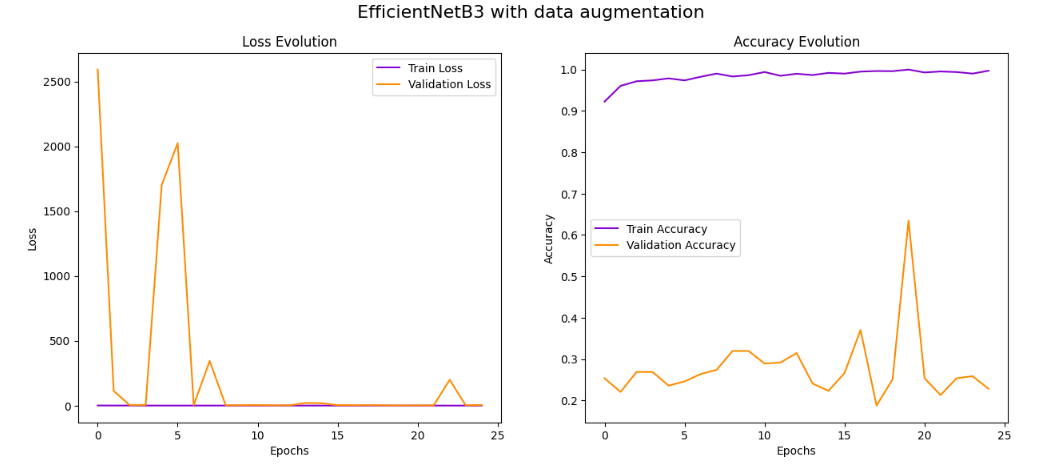 EfficientNetB3 with data augmentation
Loss Evolution
Train Loss
Validation Loss
2500
2000
1500
1000
500
0
Loss
0 5 10 15 20 25
Epochs
Accuracy Evolution
1.0
0.9
0.8
0.7
0.6
0.5
0.4
0.3
0.2
Accuracy
Train Accuracy
Validation Accuracy
0 5 10 15 20 25
Epochs